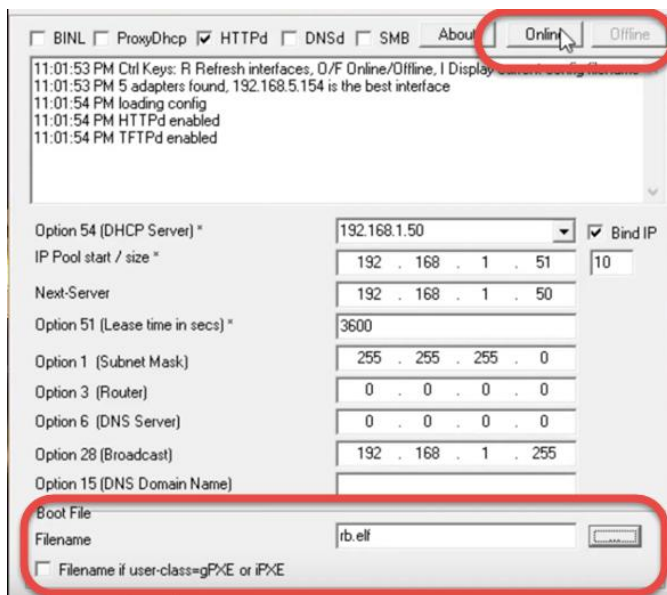 BINL ProxyDhcp HTTPd DNSd SMB About Online Offline
11:01:53 PM Ctrl Keys: R Refresh interfaces, O/F Online/Offline, I Display current config filename
11:01:53 PM 5 adapters found, 192.168.5.154 is the best interface
11:01:54 PM loading config
11:01:54 PM HTTPd enabled
11:01:54 PM TFTPd enabled
Option 54 (DHCP Server) * 192.168.1.50 Bind IP
IP Pool start / size * 192 . 168 . 1 . 51 10
Next-Server 192 . 168 . 1 . 50
Option 51 (Lease time in secs) * 3600
Option 1 (Subnet Mask) 255 . 255 . 255 . 0
Option 3 (Router) 0 . 0 . 0 . 0
Option 6 (DNS Server) 0 . 0 . 0 . 0
Option 28 (Broadcast) 192 . 168 . 1 . 255
Option 15 (DNS Domain Name)
Boot File
Filename rb.elf ...
Filename if user-class=gPXE or iPXE